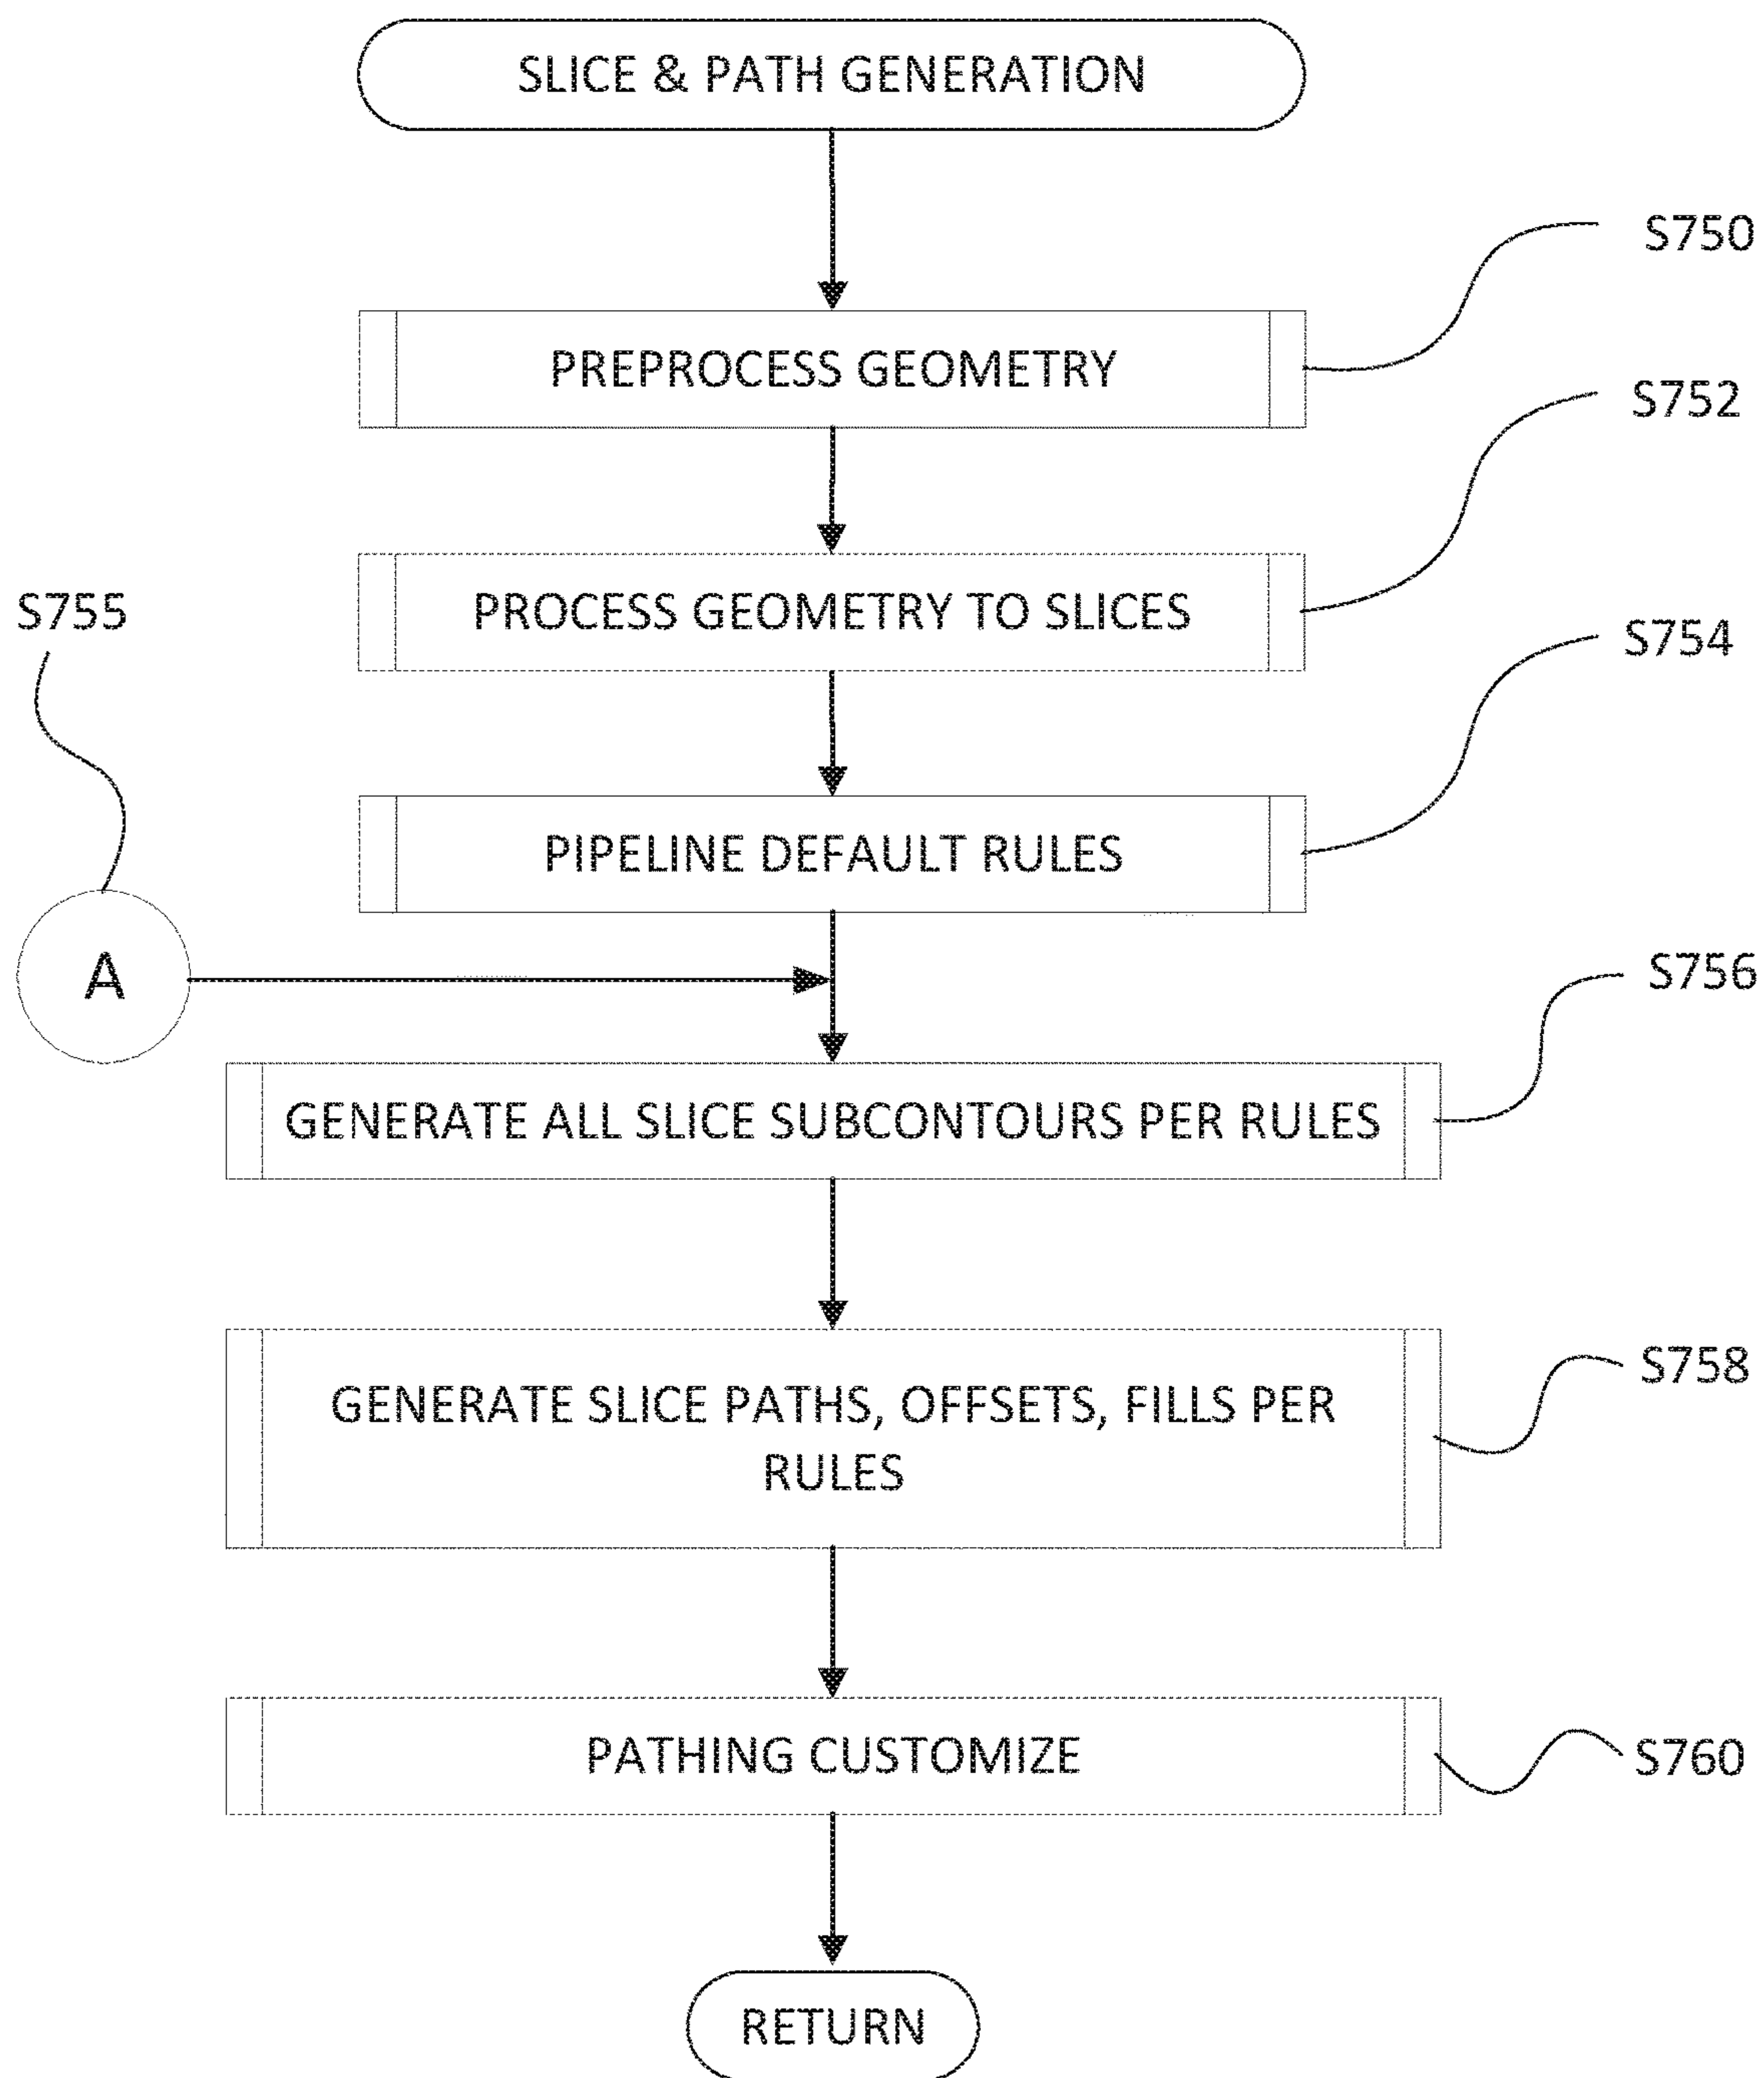 SLICE & PATH GENERATION
S750
PREPROCESS GEOMETRY
S752
PROCESS GEOMETRY TO SLICES
S755
S754
PIPELINE DEFAULT RULES
A
S756
GENERATE ALL SLICE SUBCONTOURS PER RULES
S758
GENERATE SLICE PATHS, OFFSETS, FILLS PER
RULES
PATHING CUSTOMIZE
S760
RETURN